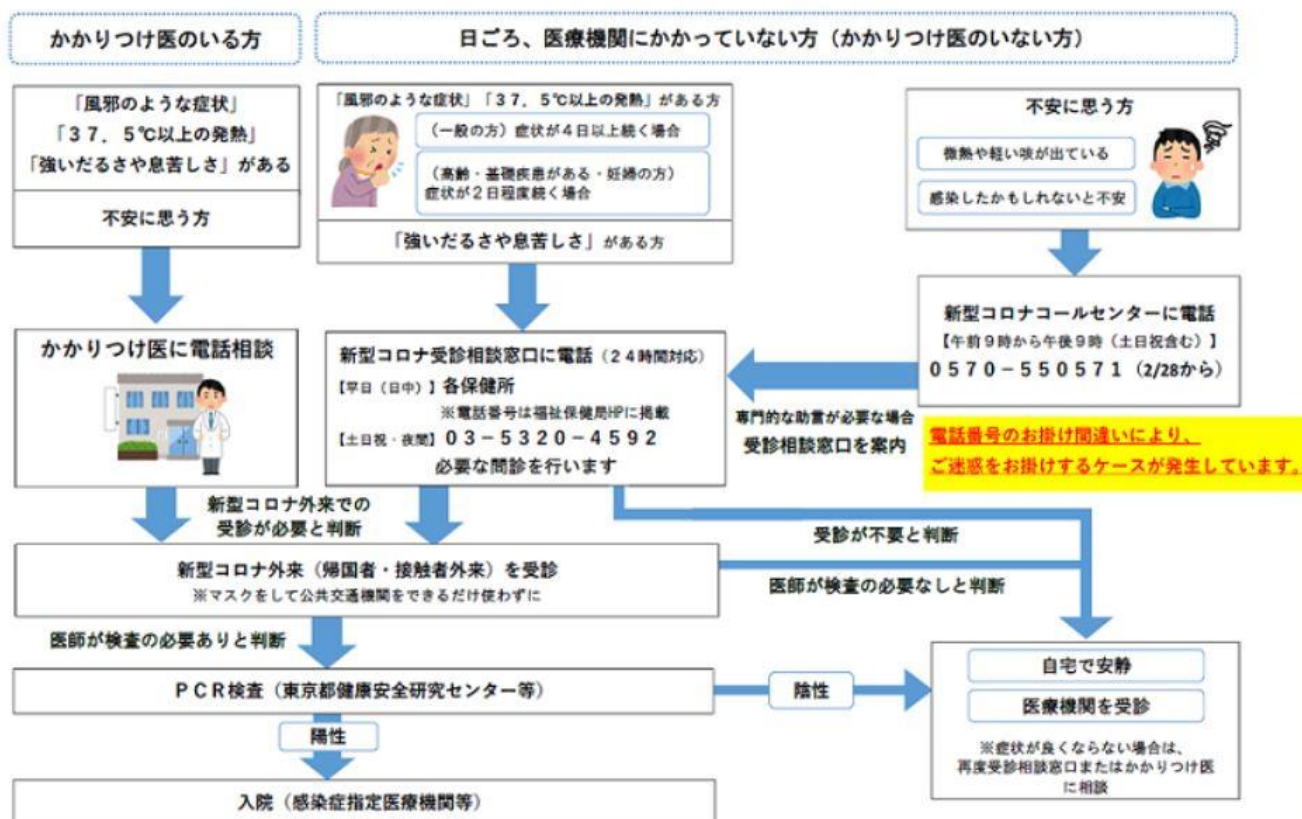 かかりつけ医のいる方
日ごろ、医療機関にかかっていない方（かかりつけ医のいない方）
「風邪のような症状」
「３７．５℃以上の発熱」
「強いだるさや息苦しさ」がある
不安に思う方
「風邪のような症状」「３７．５℃以上の発熱」がある方
（一般の方）症状が４日以上続く場合
（高齢・基礎疾患がある・妊婦の方）
症状が２日程度続く場合
「強いだるさや息苦しさ」がある方
不安に思う方
微熱や軽い咳が出ている
感染したかもしれないと不安
かかりつけ医に電話相談
新型コロナ受診相談窓口に電話（２４時間対応）
【平日（日中）】各保健所
※電話番号は福祉保健局HPに掲載
【土日祝・夜間】０３－５３２０－４５９２
必要な問診を行います
新型コロナコールセンターに電話
【午前９時から午後９時（土日祝含む）】
０５７０－５５０５７１（2/28から）
専門的な助言が必要な場合
受診相談窓口を案内
電話番号のお掛け間違いにより、
ご迷惑をお掛けするケースが発生しています。
新型コロナ外来での
受診が必要と判断
受診が不要と判断
新型コロナ外来（帰国者・接触者外来）を受診
※マスクをして公共交通機関をできるだけ使わずに
医師が検査の必要なしと判断
医師が検査の必要ありと判断
ＰＣＲ検査（東京都健康安全研究センター等）
陰性
自宅で安静
医療機関を受診
※症状が良くならない場合は、
再度受診相談窓口またはかかりつけ医
に相談
陽性
入院（感染症指定医療機関等）